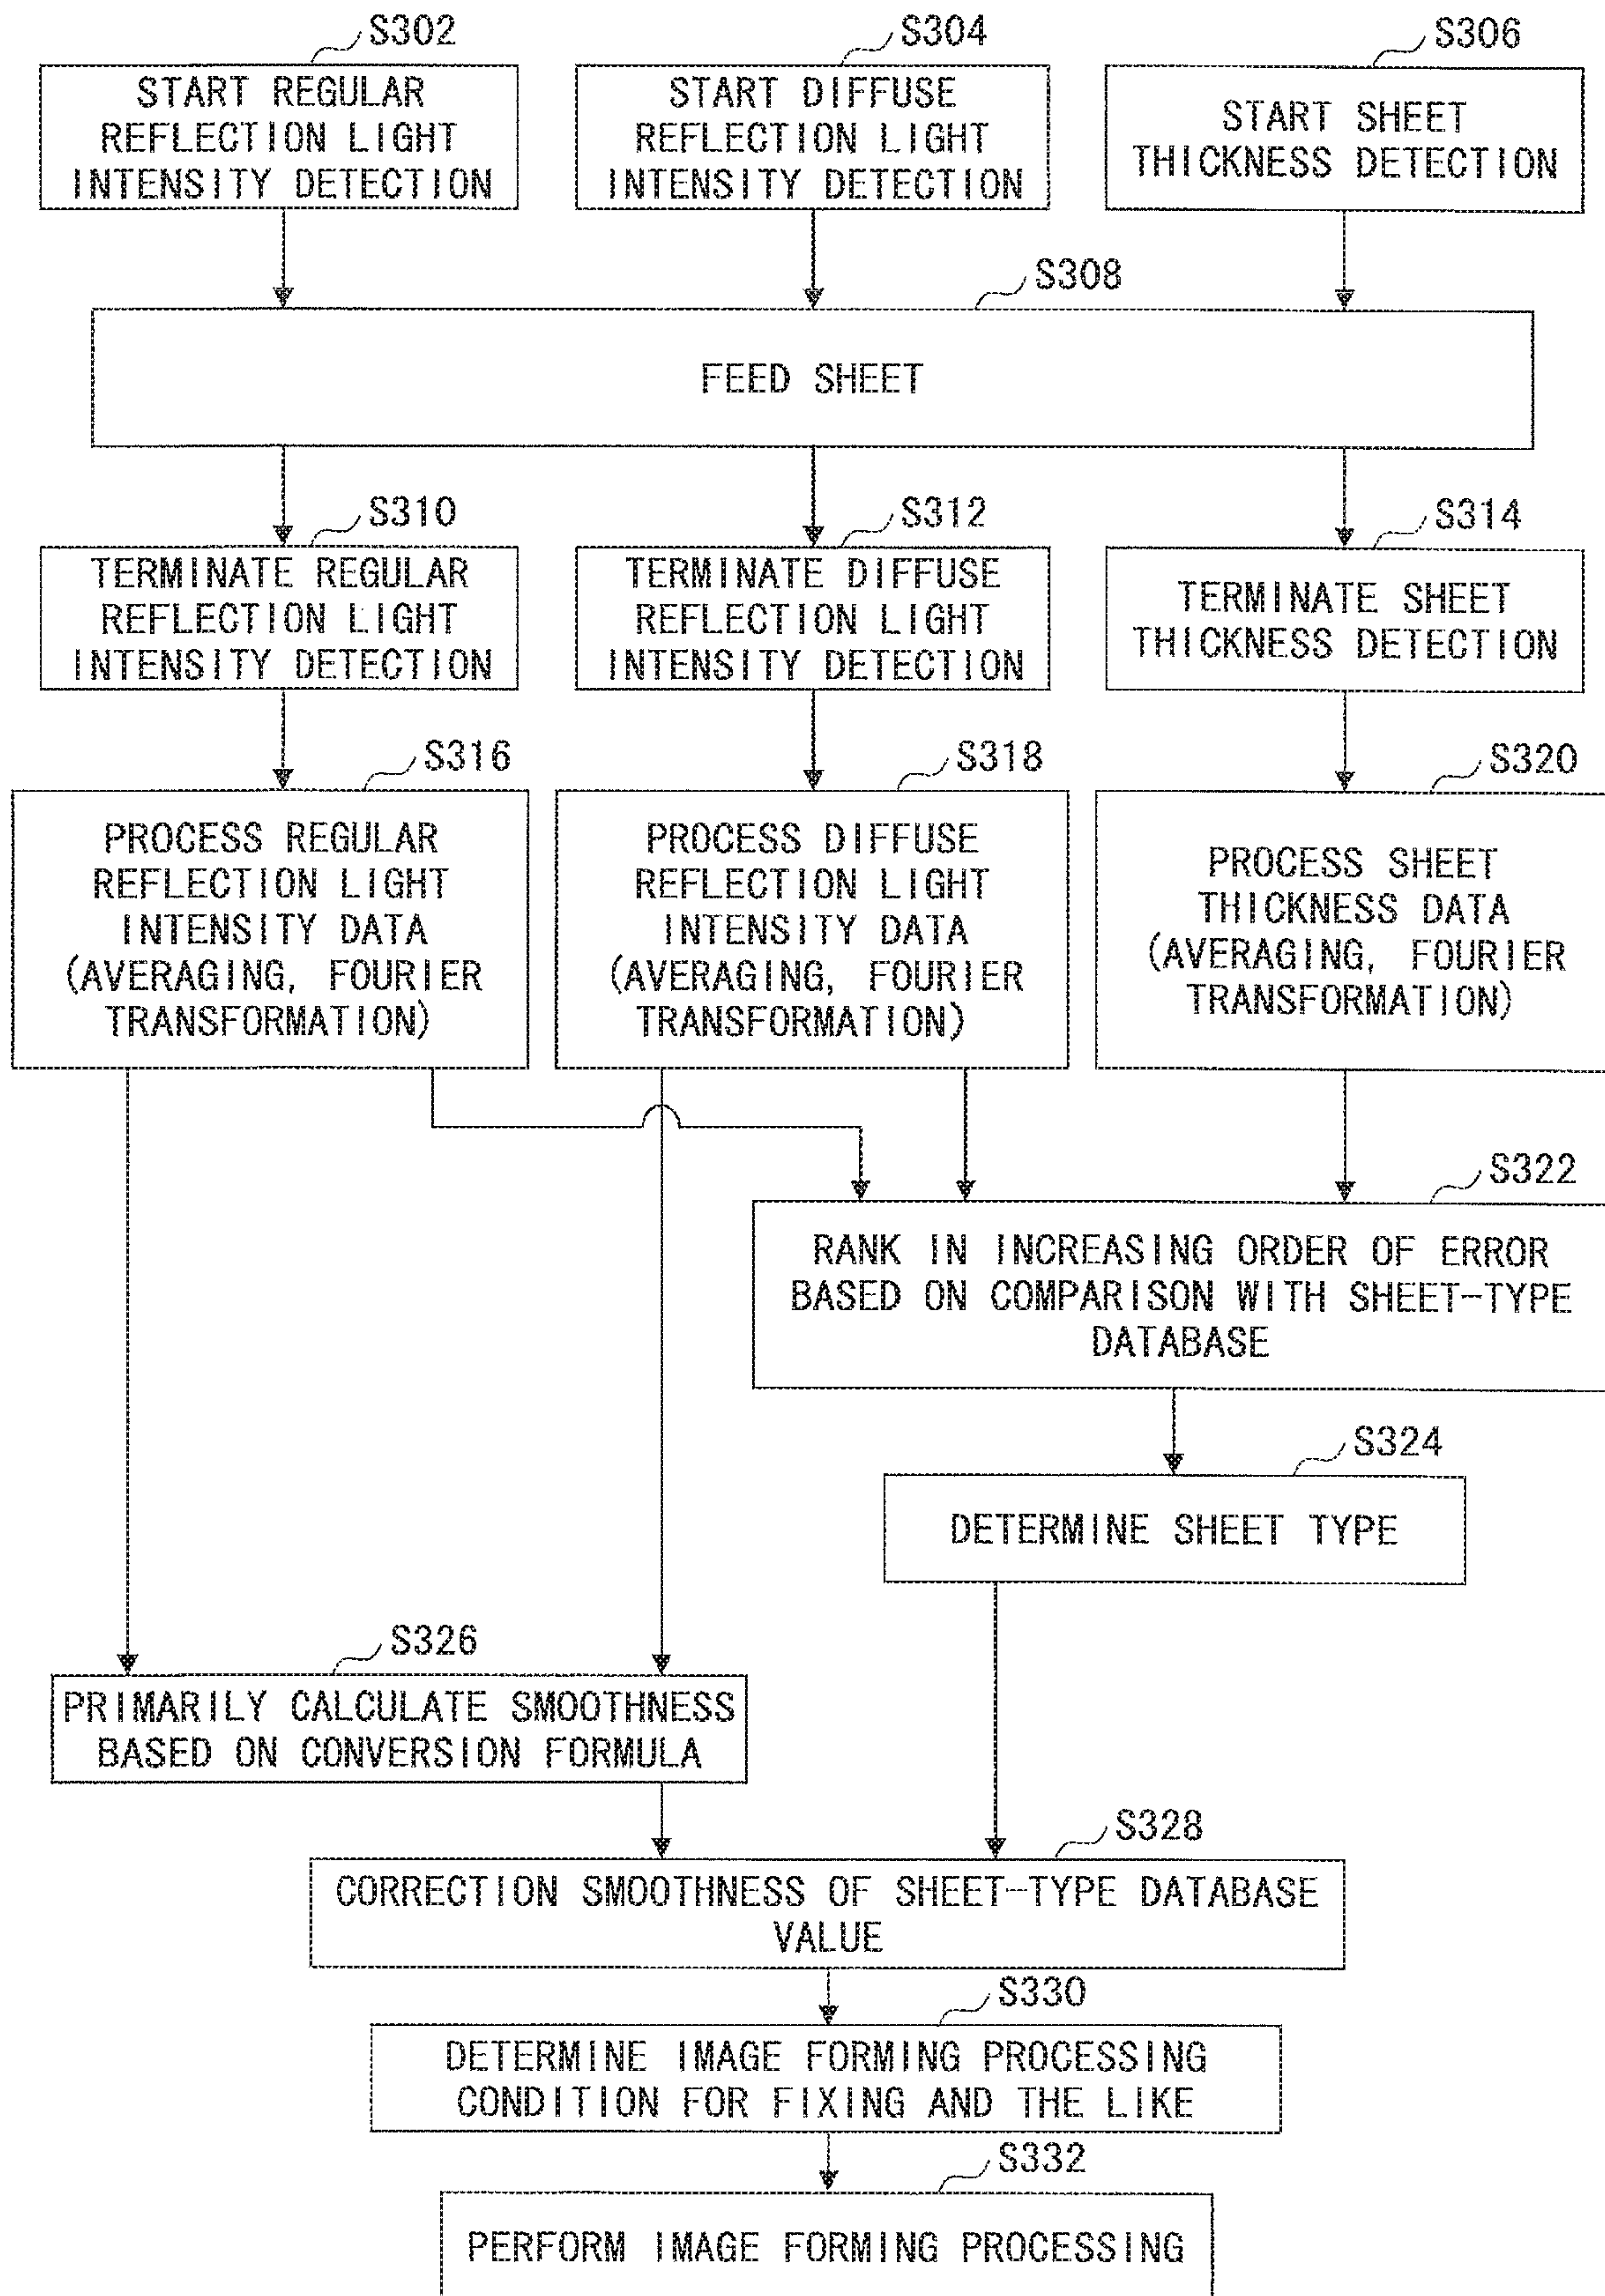 S302
START REGULAR
REFLECTION LIGHT
INTENSITY DETECTION
S304
START DIFFUSE
REFLECTION LIGHT
INTENSITY DETECTION
S306
START SHEET
THICKNESS DETECTION
S308
FEED SHEET
S310
TERMINATE REGULAR
REFLECTION LIGHT
INTENSITY DETECTION
S312
TERMINATE DIFFUSE
REFLECTION LIGHT
INTENSITY DETECTION
S314
TERMINATE SHEET
THICKNESS DETECTION
S316
PROCESS REGULAR
REFLECTION LIGHT
INTENSITY DATA
(AVERAGING, FOURIER
TRANSFORMATION)
S318
PROCESS DIFFUSE
REFLECTION LIGHT
INTENSITY DATA
(AVERAGING, FOURIER
TRANSFORMATION)
S320
PROCESS SHEET
THICKNESS DATA
(AVERAGING, FOURIER
TRANSFORMATION)
S322
RANK IN INCREASING ORDER OF ERROR
BASED ON COMPARISON WITH SHEET-TYPE
DATABASE
S324
DETERMINE SHEET TYPE
S326
PRIMARILY CALCULATE SMOOTHNESS
BASED ON CONVERSION FORMULA
S328
CORRECTION SMOOTHNESS OF SHEET-TYPE DATABASE
VALUE
S330
DETERMINE IMAGE FORMING PROCESSING
CONDITION FOR FIXING AND THE LIKE
S332
PERFORM IMAGE FORMING PROCESSING